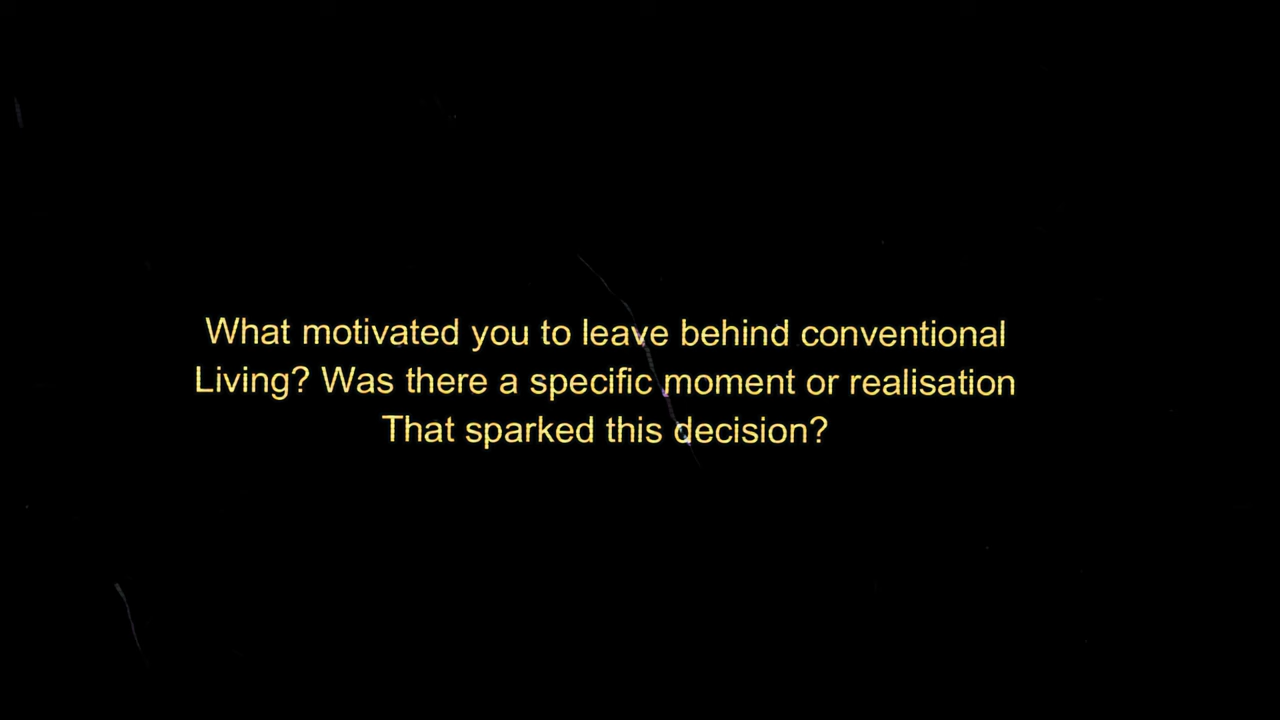 What motivated you to leave behind conventional
Living? Was there a specific moment or realisation
That sparked this decision?